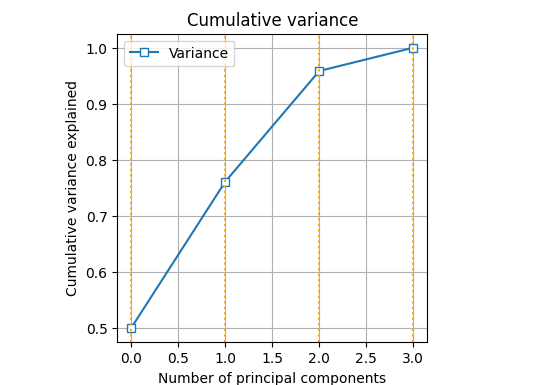 Cumulative variance
Variance
Cumulative variance explained
1.0
0.9
0.8
0.7
0.6
0.5
0.0 0.5 1.0 1.5 2.0 2.5 3.0
Number of principal components